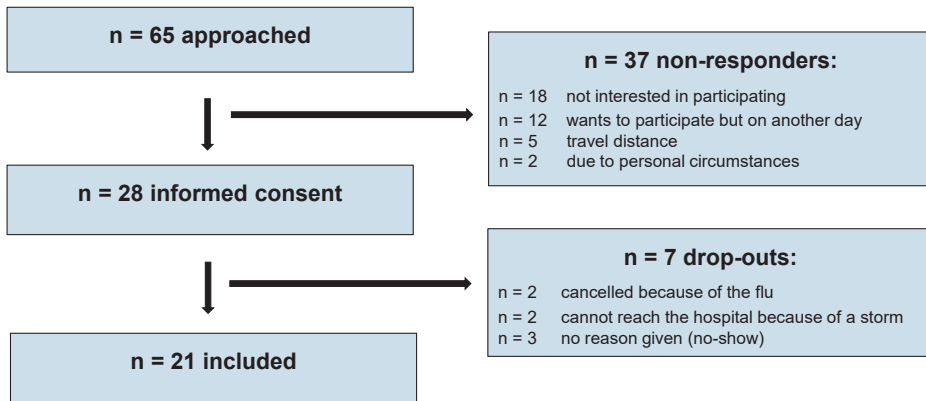 n = 65 approached
n = 37 non-responders:
n = 18 not interested in participating
n = 12 wants to participate but on another day
n = 5 travel distance
n = 2 due to personal circumstances
n = 28 informed consent
n = 7 drop-outs:
n = 2 cancelled because of the flu
n = 2 cannot reach the hospital because of a storm
n = 3 no reason given (no-show)
n = 21 included